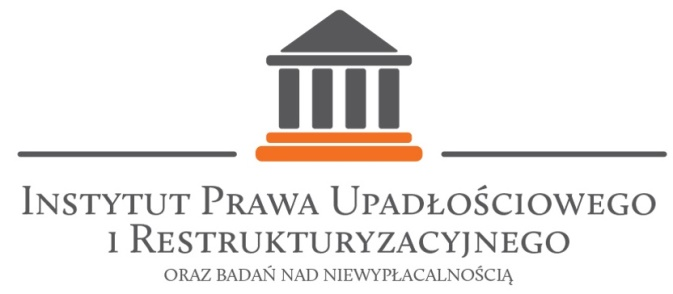 Instytut Prawa Upadłościowego
i Restrukturyzacyjnego
ORAZ BADAŃ NAD NIEWYPŁACALNOŚCIĄ